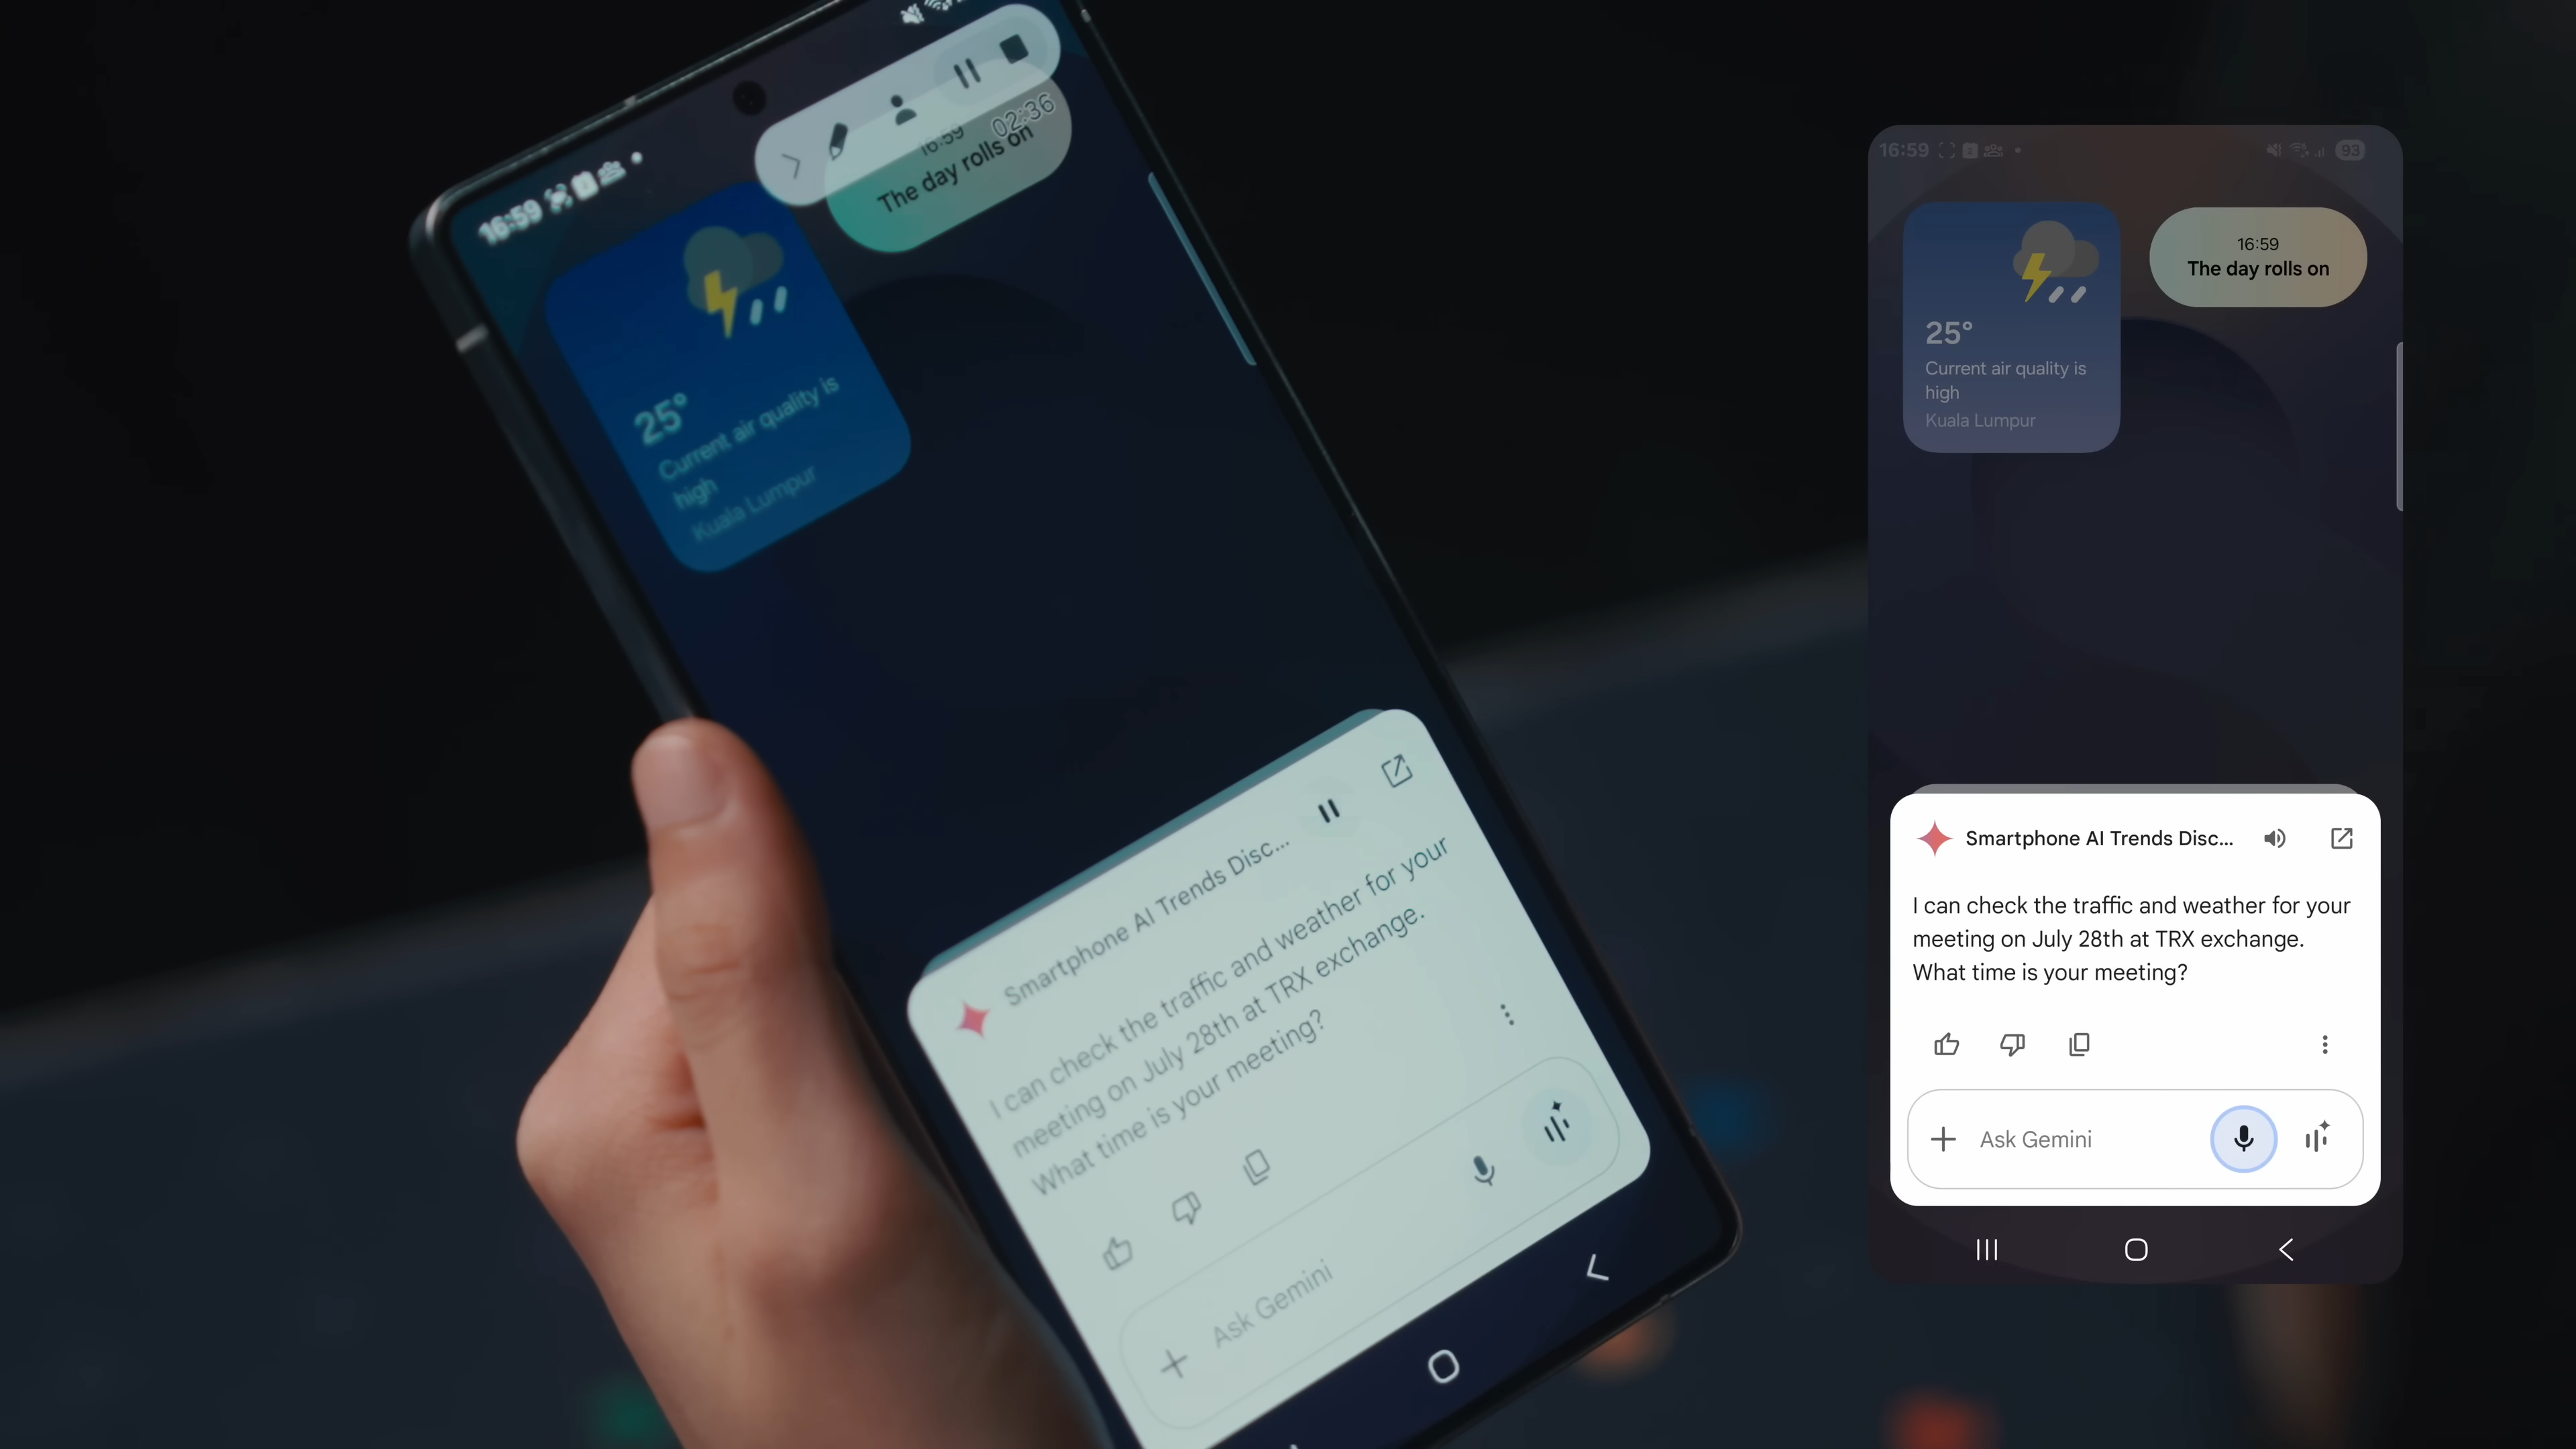 16:59
02:36
16:59
The day rolls on
25°
Current air quality is
high
Kuala Lumpur
Smartphone AI Trends Disc...
I can check the traffic and weather for your
meeting on July 28th at TRX exchange.
What time is your meeting?
Ask Gemini
16:59
93
16:59
The day rolls on
25°
Current air quality is
high
Kuala Lumpur
Smartphone AI Trends Disc...
I can check the traffic and weather for your
meeting on July 28th at TRX exchange.
What time is your meeting?
Ask Gemini